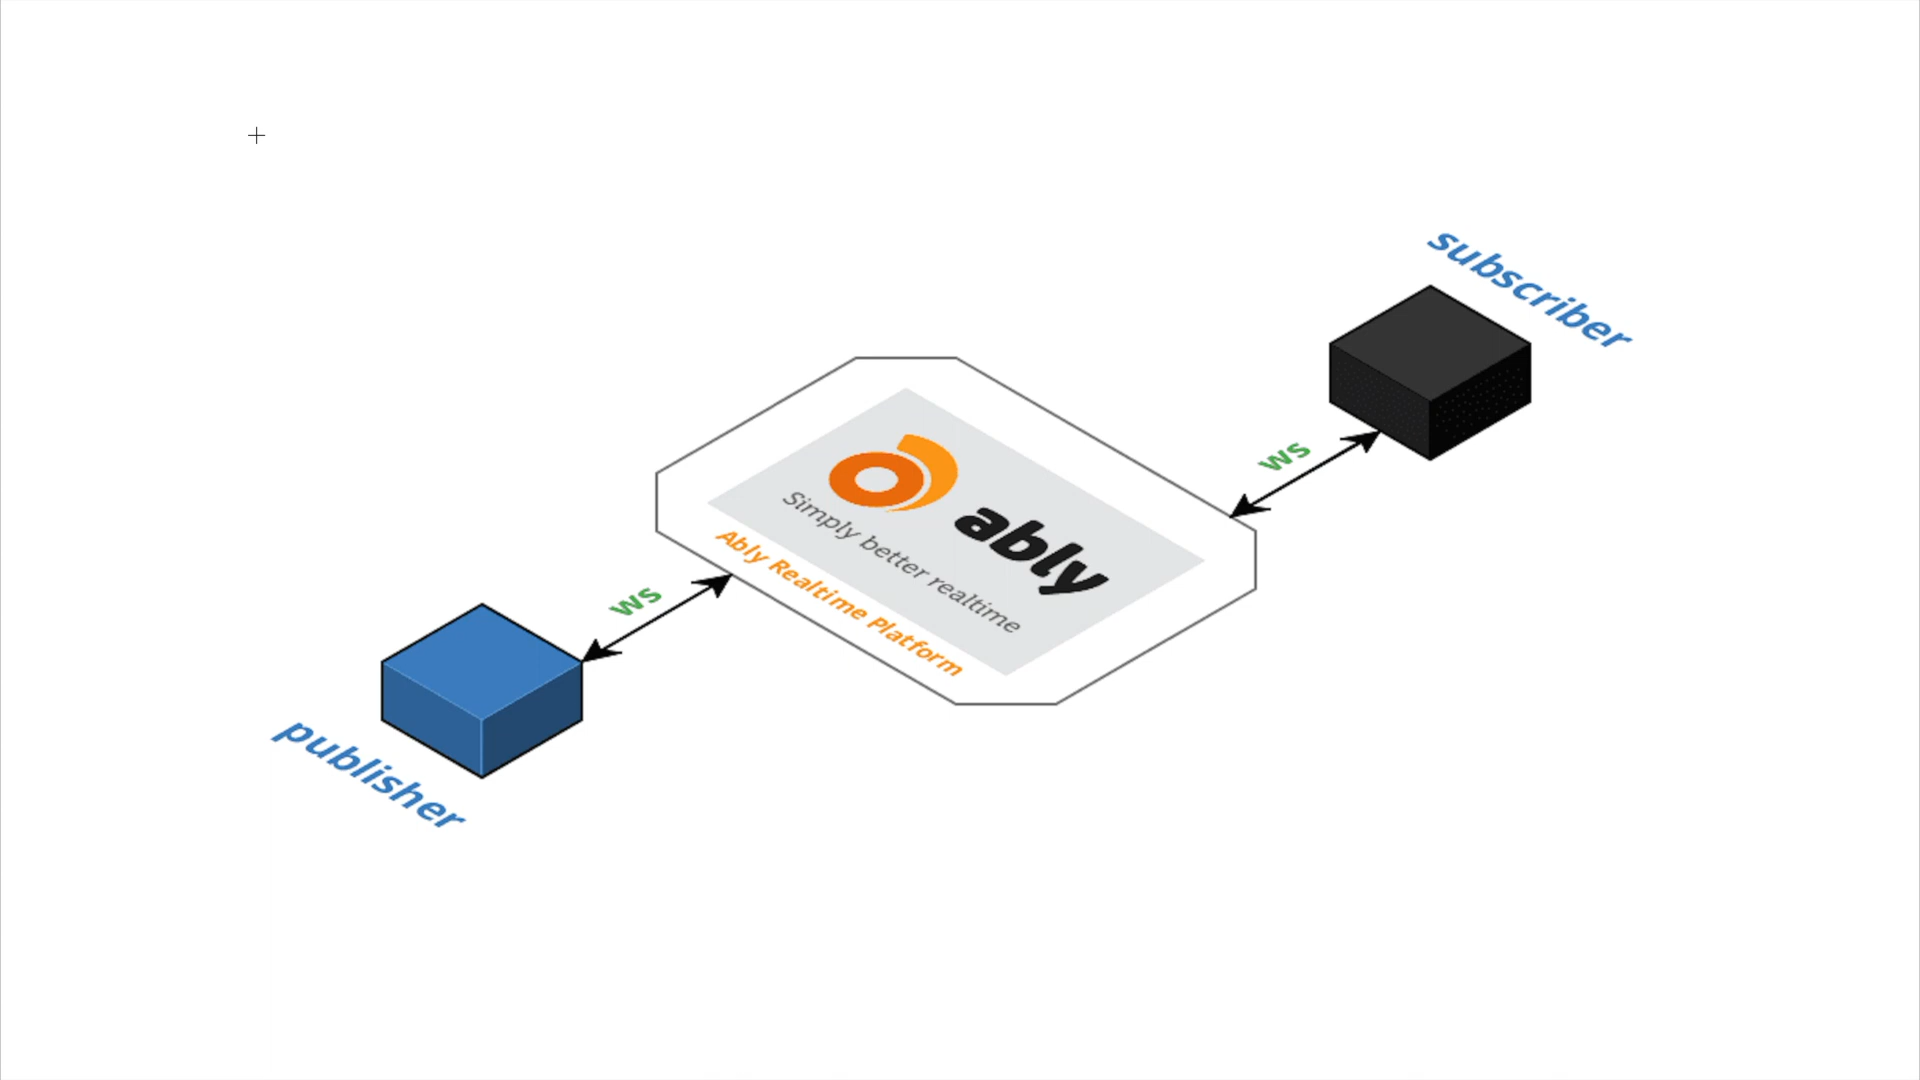 subscriber
ws
ably
Simply better realtime
Ably Realtime Platform
ws
publisher